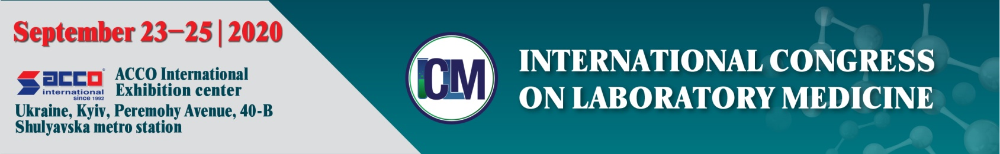 September 23–25 | 2020
acco®
international
since 1992
ACCO International
Exhibition center
Ukraine, Kyiv, Peremohy Avenue, 40-B
Shulyavska metro station
ICLM
INTERNATIONAL CONGRESS
ON LABORATORY MEDICINE